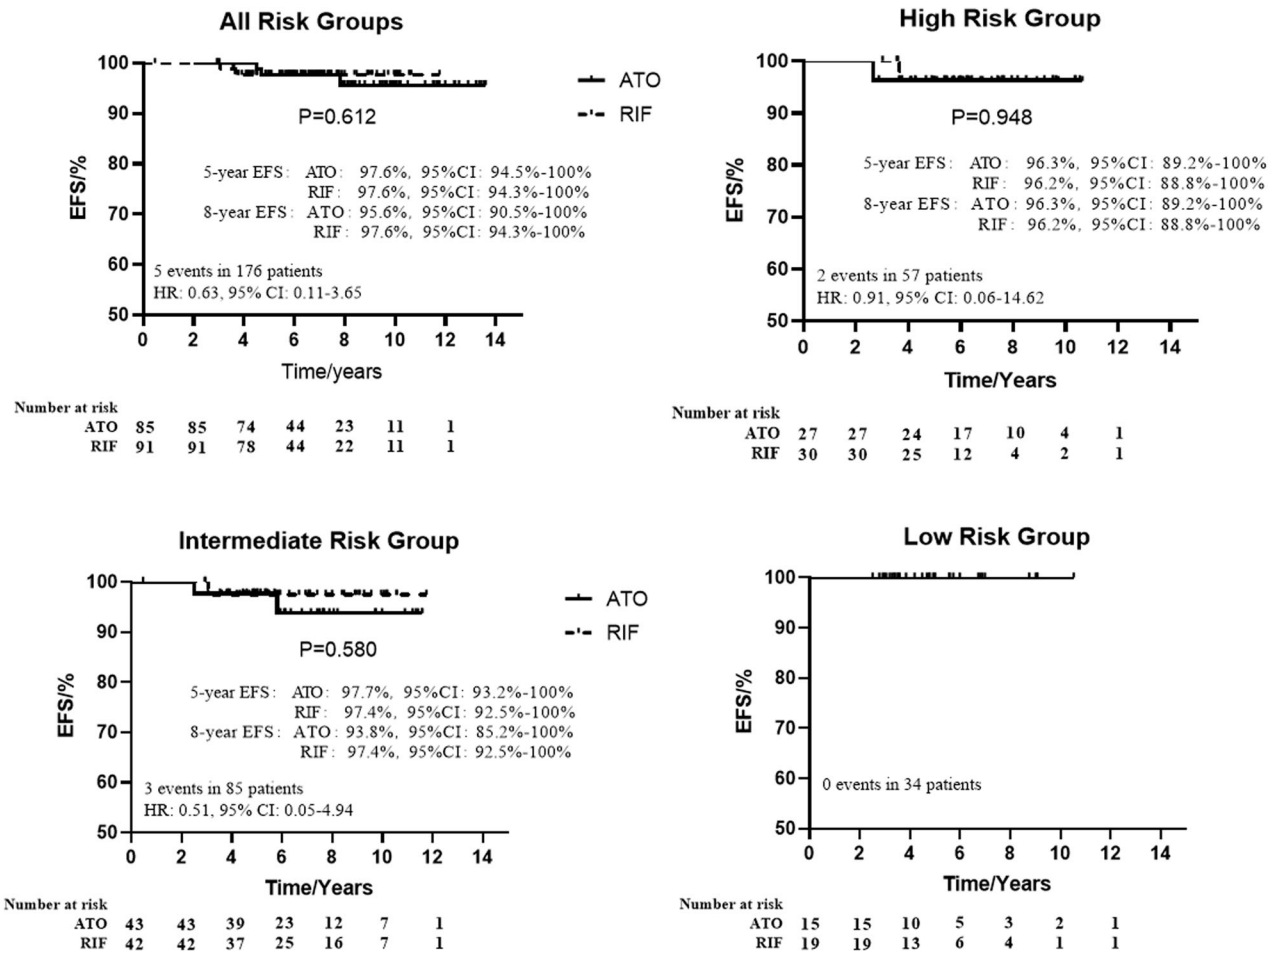 All Risk Groups
100
90
80
70
60
50
EFS/%
ATO
RIF
P=0.612
5-year EFS: ATO: 97.6%, 95%CI: 94.5%-100%
RIF: 97.6%, 95%CI: 94.3%-100%
8-year EFS: ATO: 95.6%, 95%CI: 90.5%-100%
RIF: 97.6%, 95%CI: 94.3%-100%
5 events in 176 patients
HR: 0.63, 95% CI: 0.11-3.65
0 2 4 6 8 10 12 14
Time/years
Number at risk
ATO 85 85 74 44 23 11 1
RIF 91 91 78 44 22 11 1
High Risk Group
100
90
80
70
60
50
EFS/%
P=0.948
5-year EFS: ATO: 96.3%, 95%CI: 89.2%-100%
RIF: 96.2%, 95%CI: 88.8%-100%
8-year EFS: ATO: 96.3%, 95%CI: 89.2%-100%
RIF: 96.2%, 95%CI: 88.8%-100%
2 events in 57 patients
HR: 0.91, 95% CI: 0.06-14.62
0 2 4 6 8 10 12 14
Time/Years
Number at risk
ATO 27 27 24 17 10 4 1
RIF 30 30 25 12 4 2 1
Intermediate Risk Group
100
90
80
70
60
50
EFS/%
ATO
RIF
P=0.580
5-year EFS: ATO: 97.7%, 95%CI: 93.2%-100%
RIF: 97.4%, 95%CI: 92.5%-100%
8-year EFS: ATO: 93.8%, 95%CI: 85.2%-100%
RIF: 97.4%, 95%CI: 92.5%-100%
3 events in 85 patients
HR: 0.51, 95% CI: 0.05-4.94
0 2 4 6 8 10 12 14
Time/Years
Number at risk
ATO 43 43 39 23 12 7 1
RIF 42 42 37 25 16 7 1
Low Risk Group
100
90
80
70
60
50
EFS/%
0 events in 34 patients
0 2 4 6 8 10 12 14
Time/Years
Number at risk
ATO 15 15 10 5 3 2 1
RIF 19 19 13 6 4 1 1